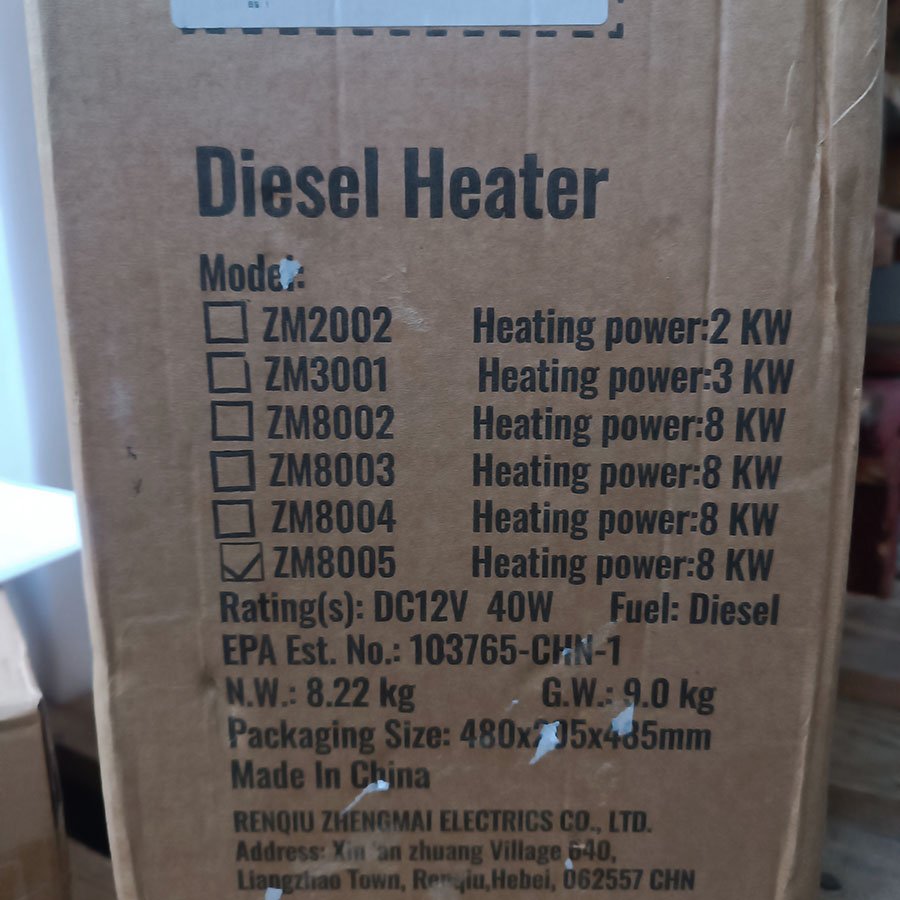 Diesel Heater
Model:
ZM2002 Heating power:2 KW
ZM3001 Heating power:3 KW
ZM8002 Heating power:8 KW
ZM8003 Heating power:8 KW
ZM8004 Heating power:8 KW
ZM8005 Heating power:8 KW
Rating(s): DC12V 40W Fuel: Diesel
EPA Est. No.: 103765-CHN-1
N.W.: 8.22 kg G.W.: 9.0 kg
Packaging Size:
Made In China
RENQIU ZHENGMAI ELECTRICS CO., LTD.
Address: Xin'an zhuang Village 640,
Liangzhao Town, Renqiu,Hebei, 062557 CHN